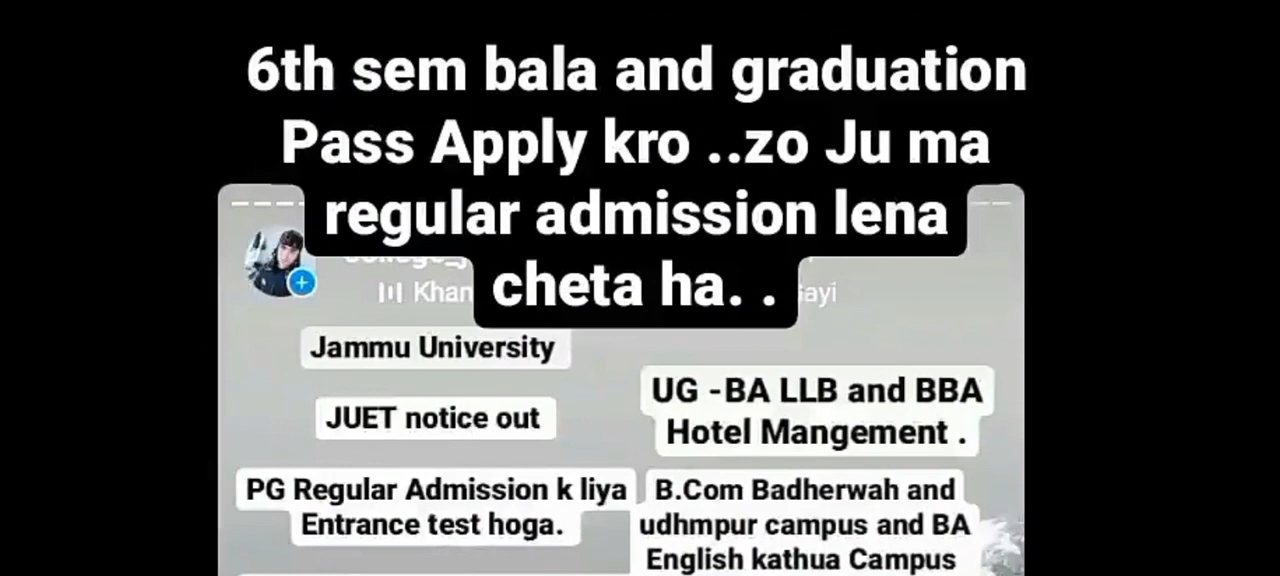 6th sem bala and graduation
Pass Apply kro ..zo Ju ma
regular admission lena
cheta ha. .
Jammu University
JUET notice out
PG Regular Admission k liya
Entrance test hoga.
UG -BA LLB and BBA
Hotel Mangement .
B.Com Badherwah and
udhmpur campus and BA
English kathua Campus